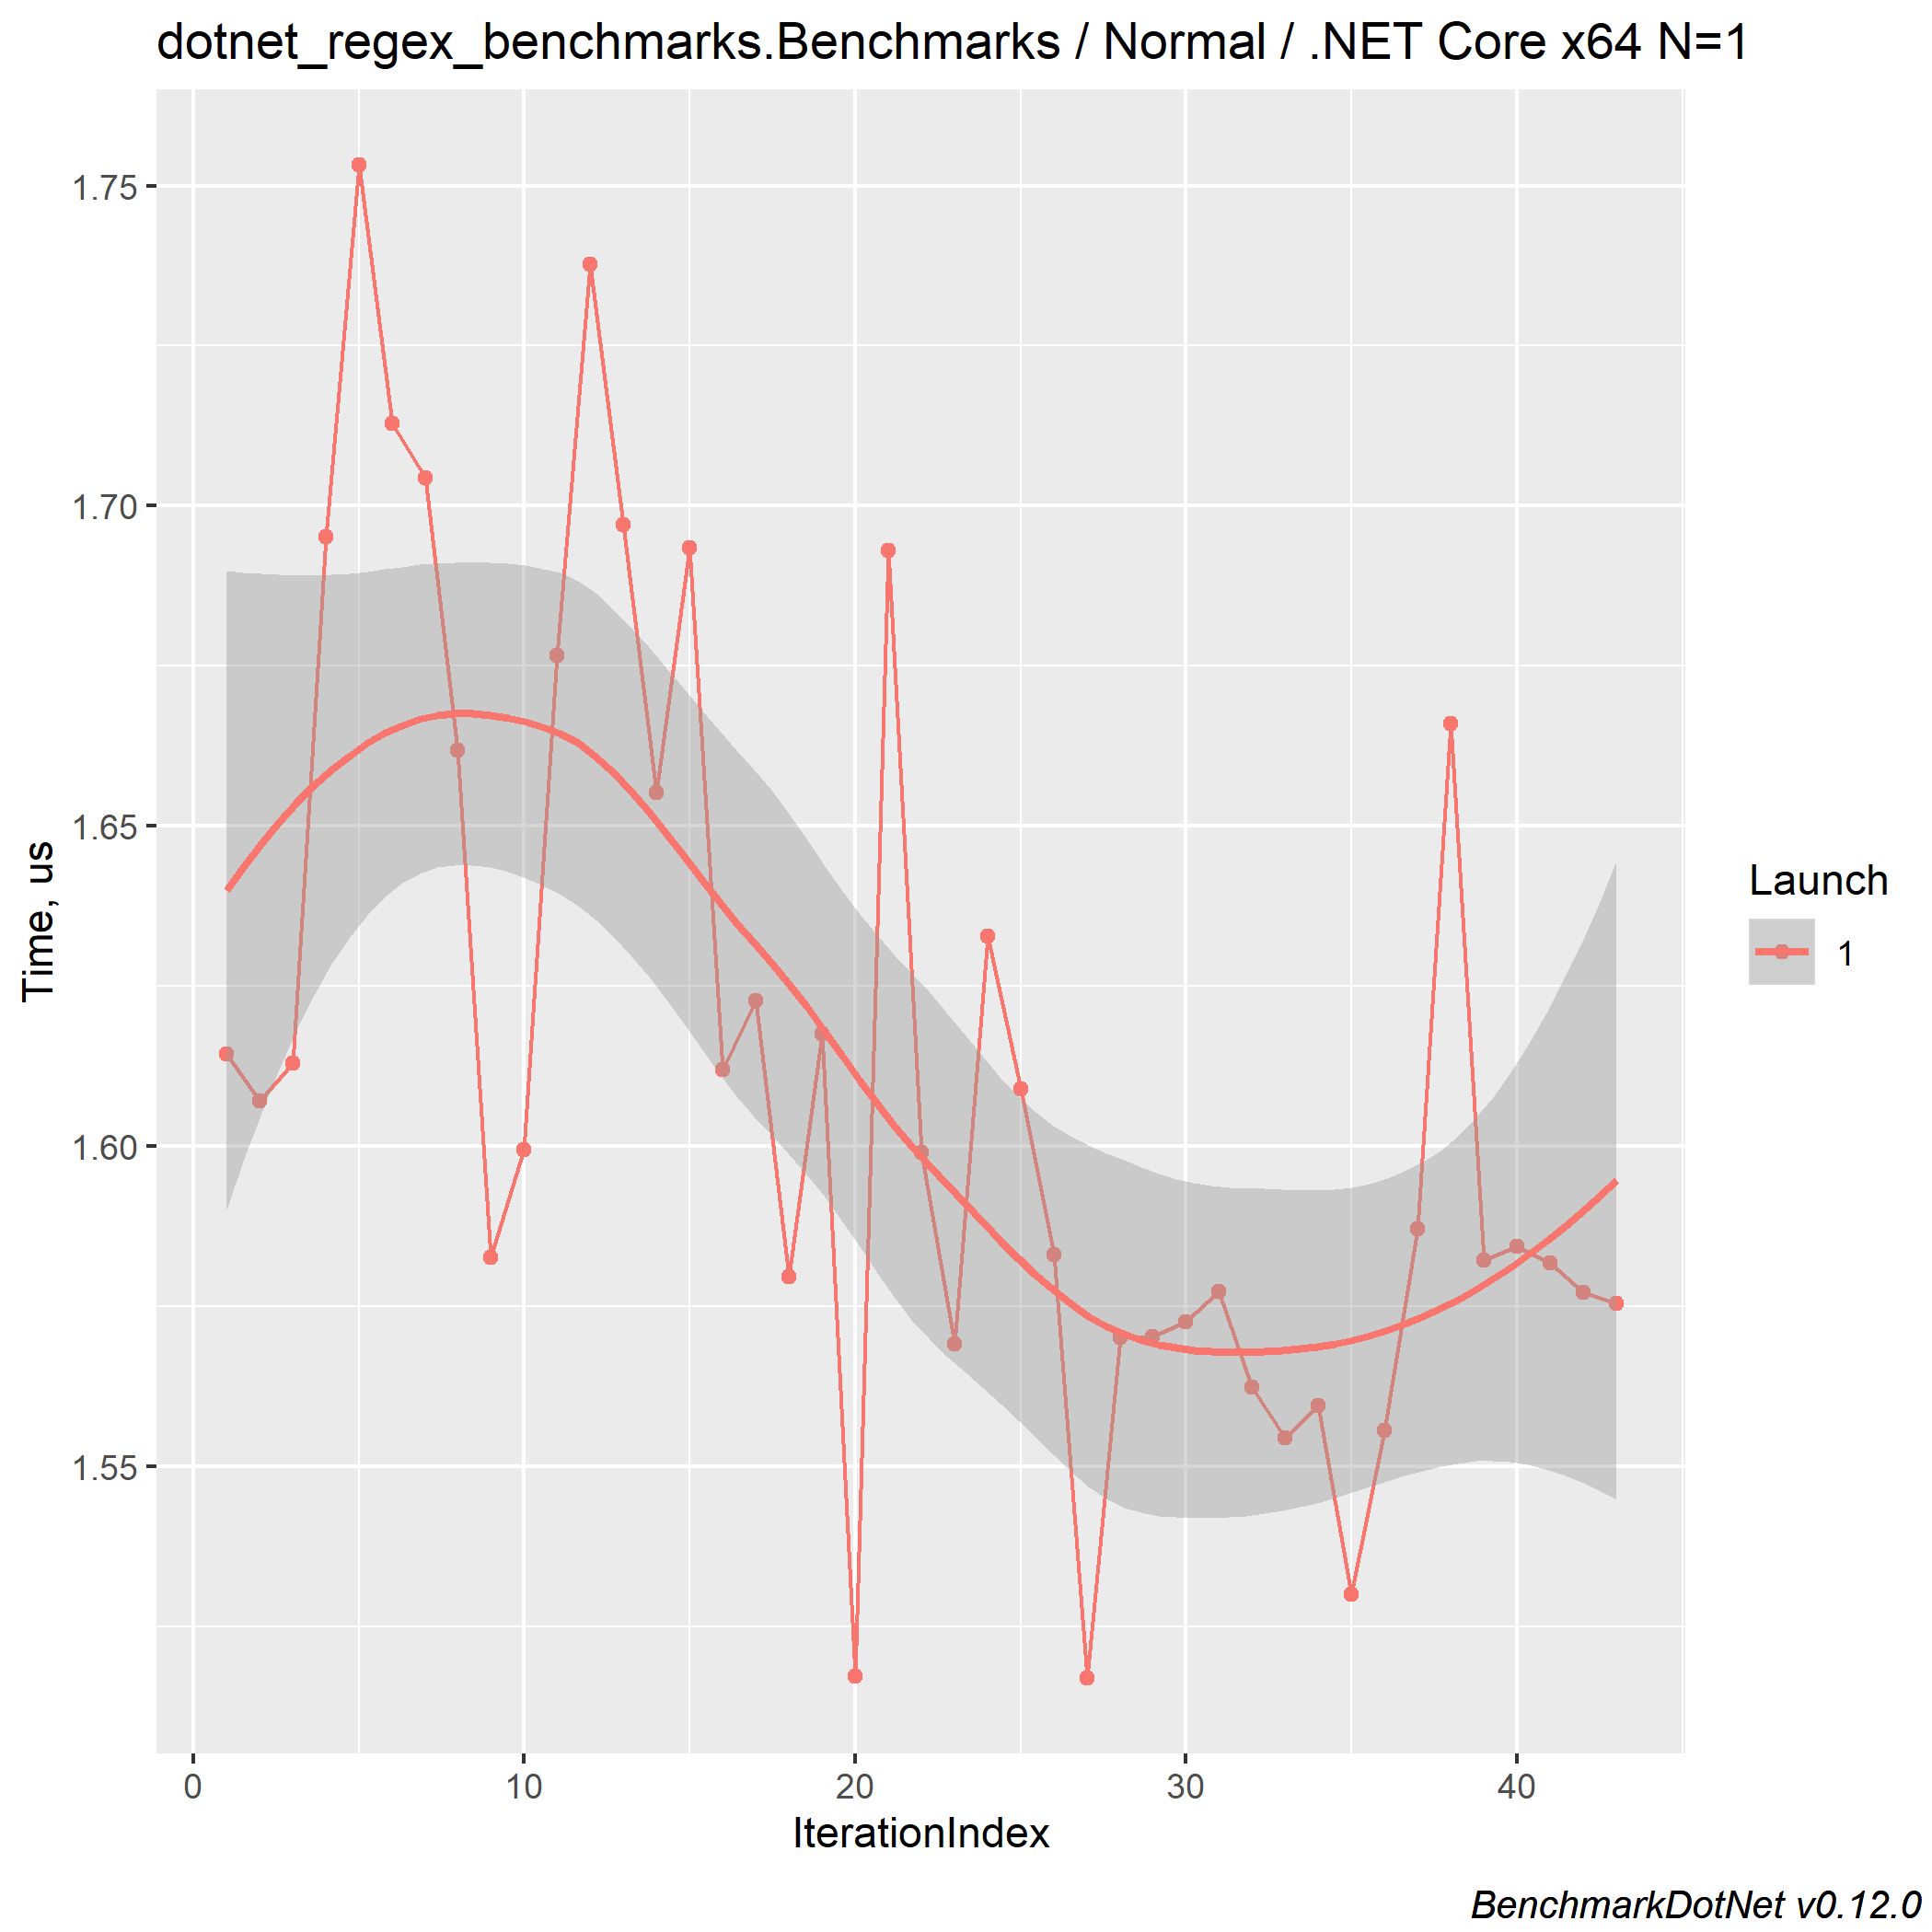 dotnet_regex_benchmarks.Benchmarks / Normal / .NET Core x64 N=1
1.75
1.70
1.65
1.60
1.55
Time, us
0 10 20 30 40
IterationIndex
Launch
1
BenchmarkDotNet v0.12.0